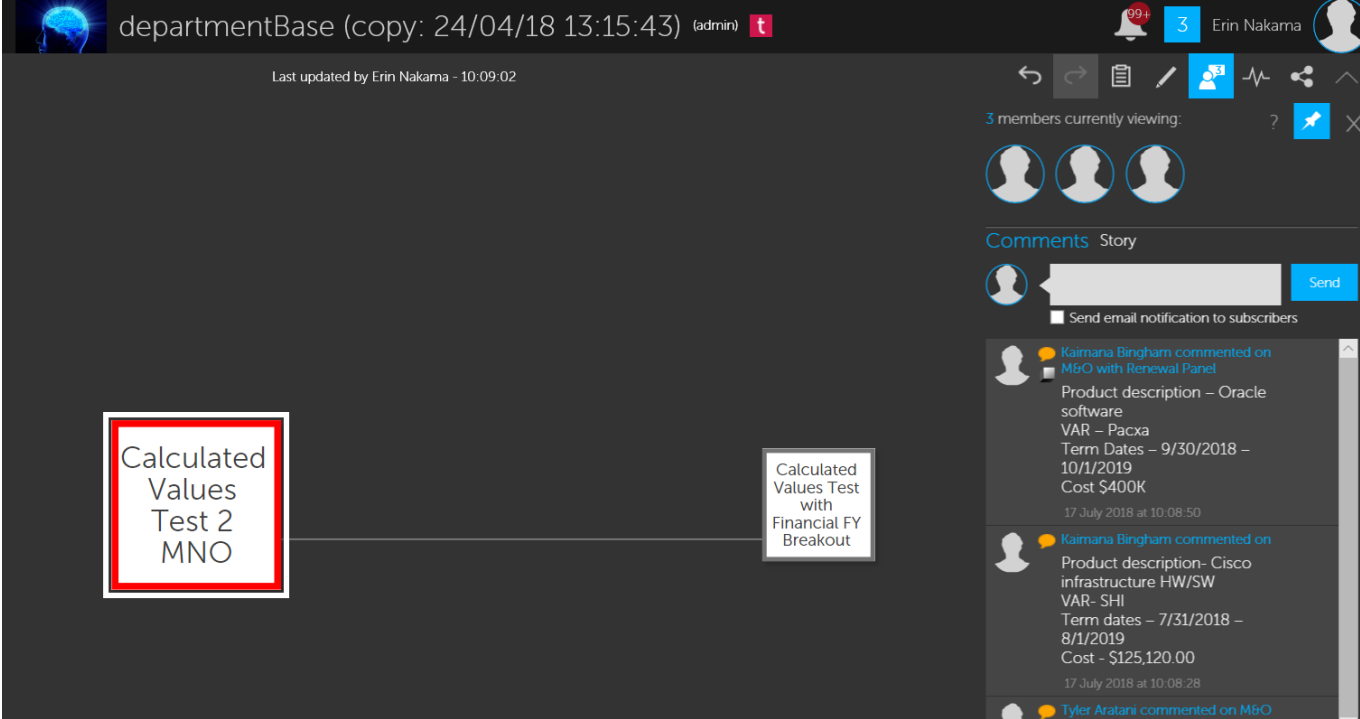 departmentBase (copy: 24/04/18 13:15:43) (admin) t
99+
3
Erin Nakama
Last updated by Erin Nakama - 10:09:02
3
3 members currently viewing:
?
Comments Story
Send
Send email notification to subscribers
Kaimana Bingham commented on
M&O with Renewal Panel
Product description – Oracle
software
VAR – Pacxa
Term Dates – 9/30/2018 –
10/1/2019
Cost $400K
17 July 2018 at 10:08:50
Kaimana Bingham commented on
Product description- Cisco
infrastructure HW/SW
VAR- SHI
Term dates – 7/31/2018 –
8/1/2019
Cost - $125,120.00
17 July 2018 at 10:08:28
Tyler Aratani commented on M&O
Calculated
Values
Test 2
MNO
Calculated
Values Test
with
Financial FY
Breakout